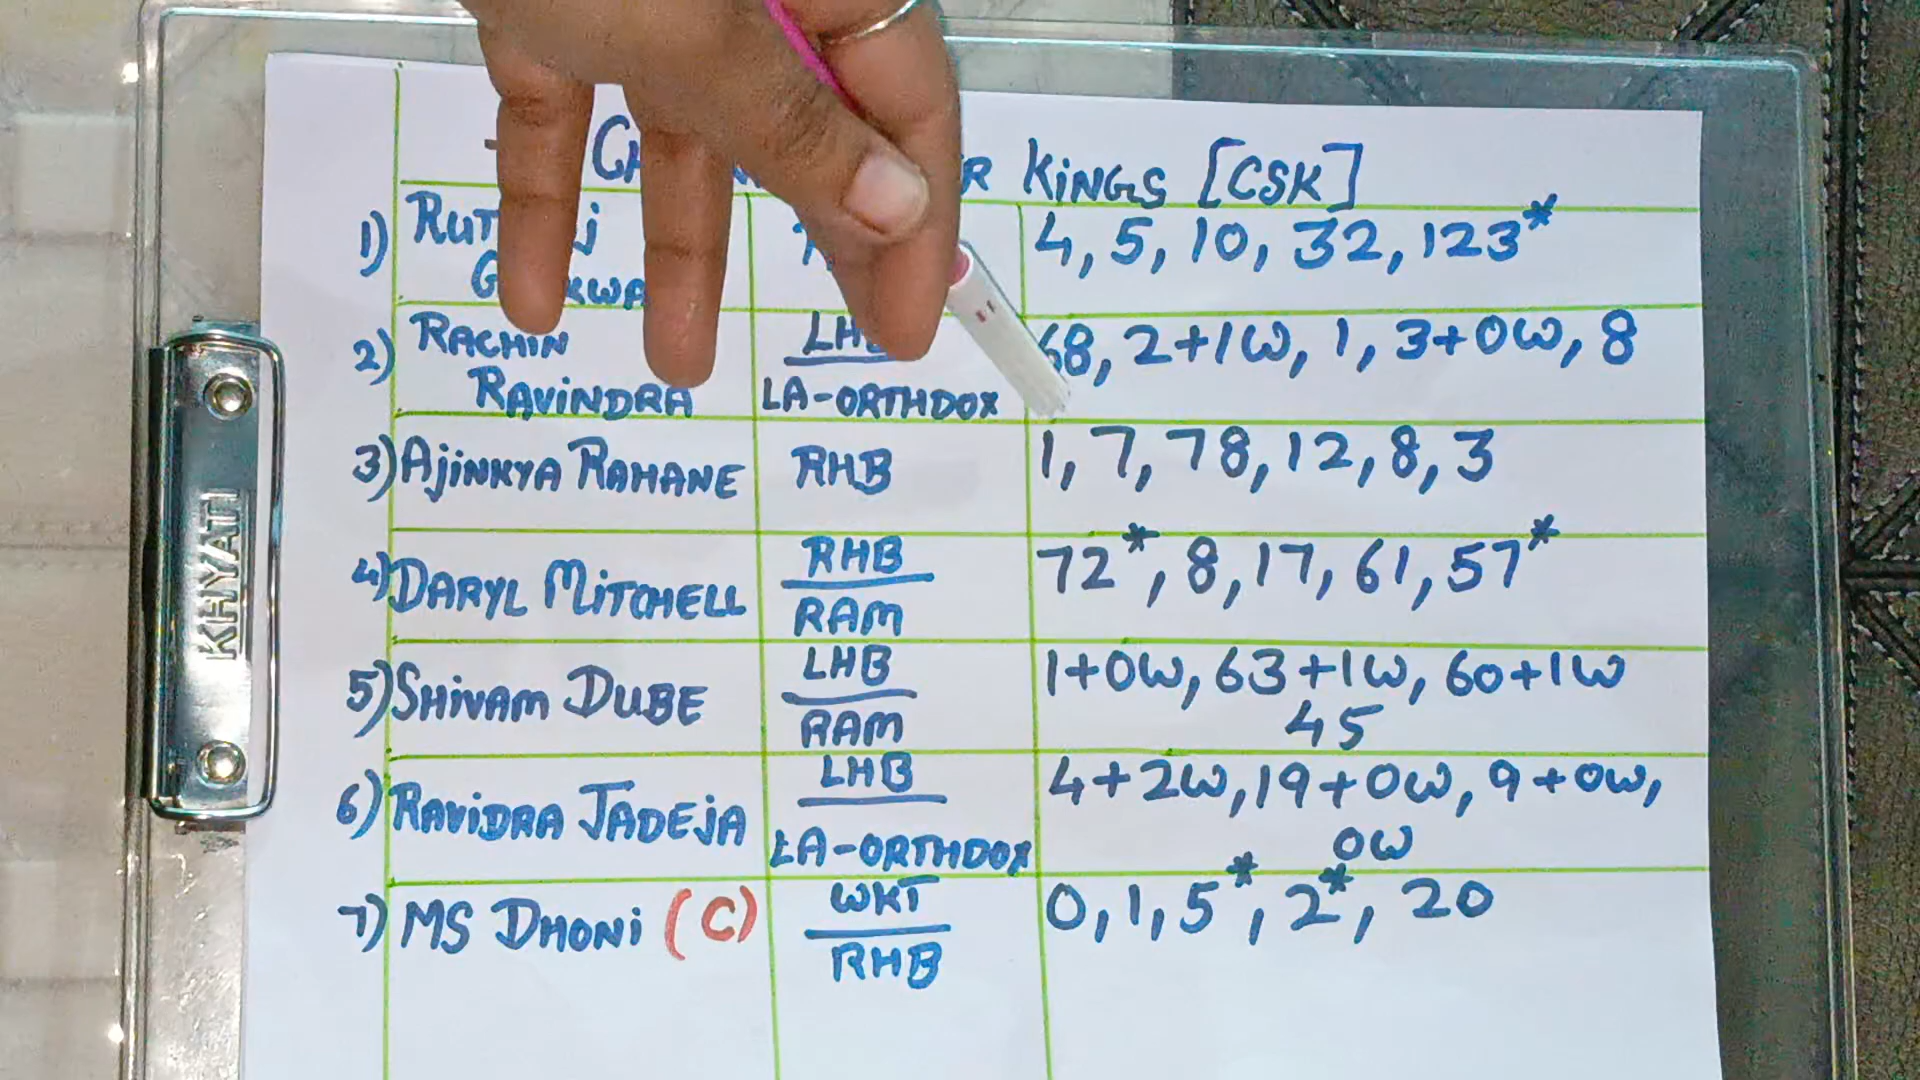 KINGS [CSK]
1)
4, 5, 10, 32, 123*
2) RACHIN
RAVINDRA
LA-ORTHDOX
68, 2+1W, 1, 3+0W, 8
3) AJINKYA RAHANE RHB 1, 7, 78, 12, 8, 3
4) DARYL MITCHELL
RHB
RAM
72*, 8, 17, 61, 57*
5) SHIVAM DUBE
LHB
RAM
1+0W, 63+1W, 60+1W
45
6) RAVIDRA JADEJA
LHB
LA-ORTHDOX
4+2W, 19+0W, 9+0W,
0W
7) MS DHONI (C)
WKT
RHB
0, 1, 5*, 2*, 20
KHYATI